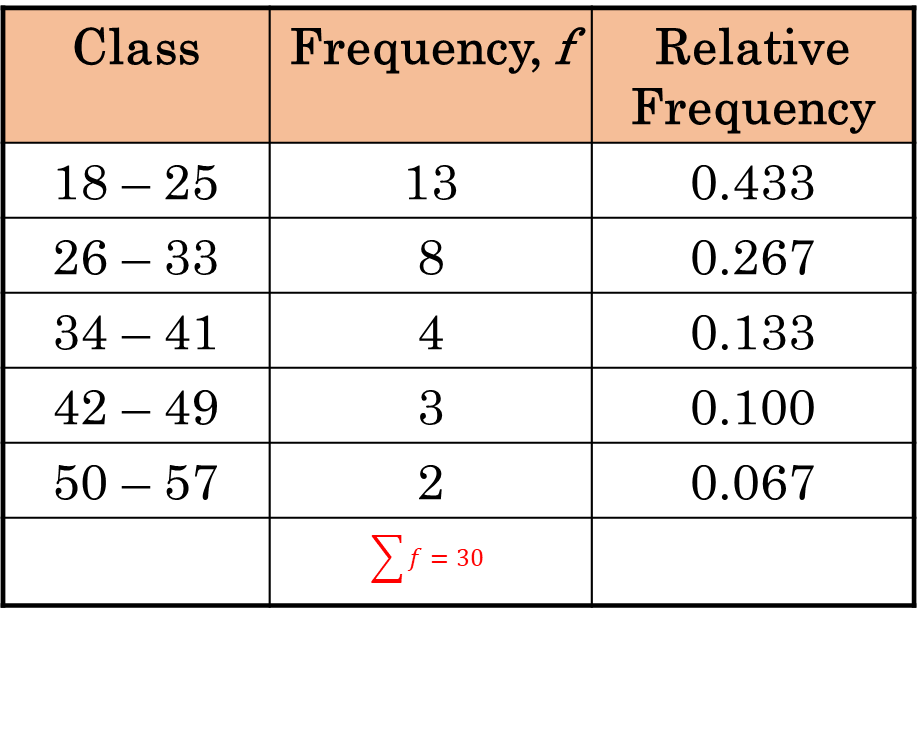 Class Frequency, f Relative Frequency
18 – 25 13 0.433
26 – 33 8 0.267
34 – 41 4 0.133
42 – 49 3 0.100
50 – 57 2 0.067
∑ f = 30